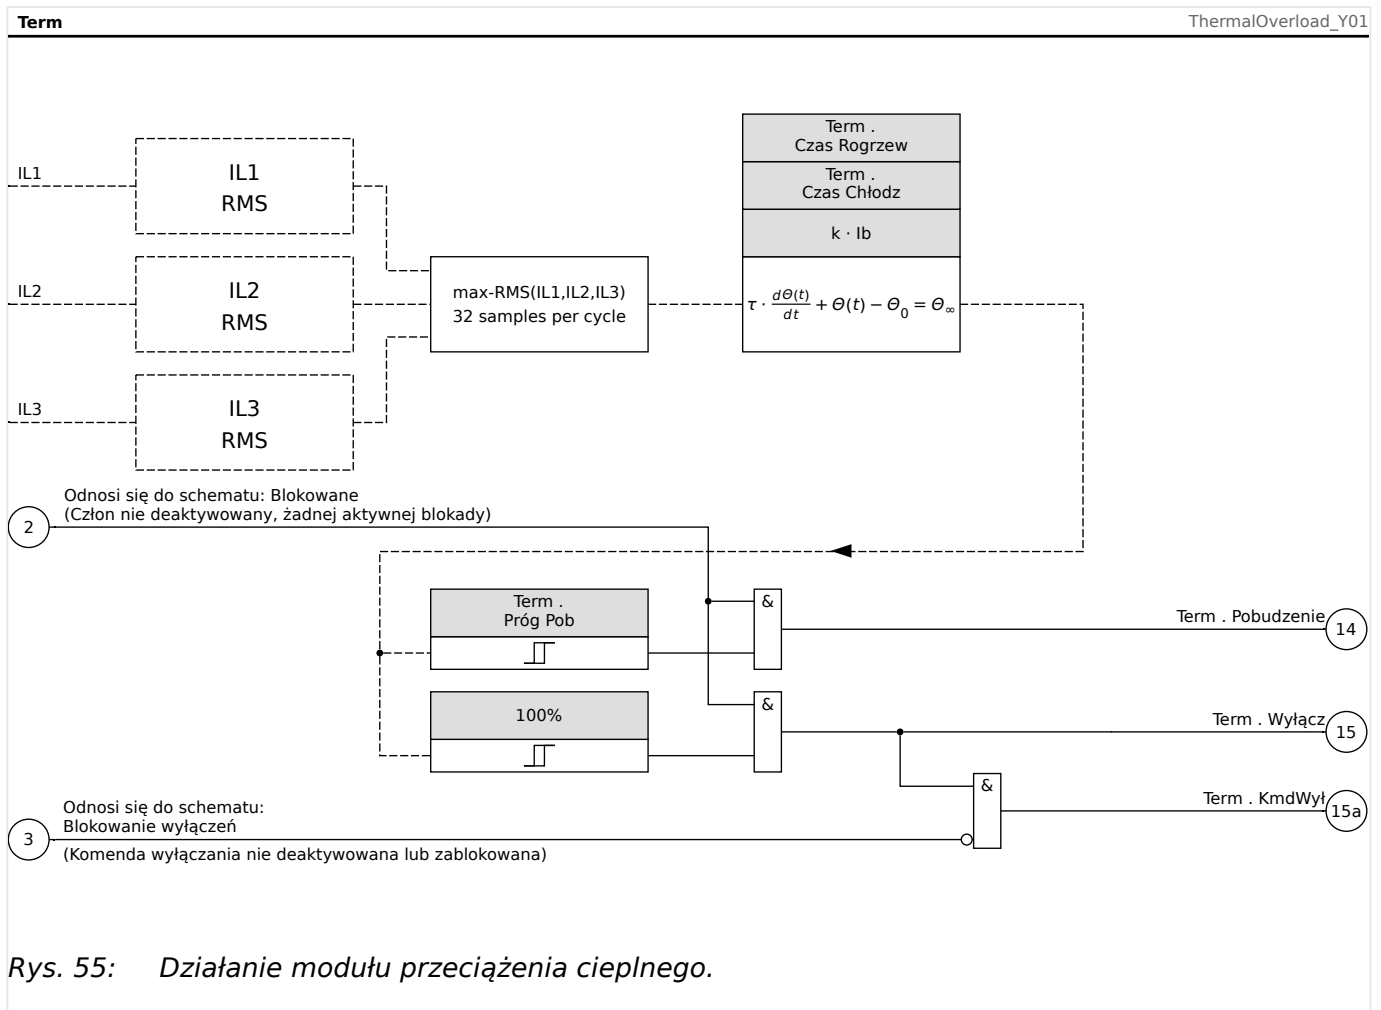 Term
ThermalOverload_Y01
Term .
Czas Rogrzew
Term .
Czas Chłodz
k · Ib
IL1
IL1
RMS
IL2
IL2
RMS
max-RMS(IL1,IL2,IL3)
32 samples per cycle
τ · dΘ(t)/dt + Θ(t) − Θ₀ = Θ∞
IL3
IL3
RMS
Odnosi się do schematu: Blokowane
(Człon nie deaktywowany, żadnej aktywnej blokady)
2
Term .
Próg Pob
&
Term . Pobudzenie
14
100%
&
Term . Wyłącz
15
&
Term . KmdWył
15a
Odnosi się do schematu:
Blokowanie wyłączeń
3
(Komenda wyłączania nie deaktywowana lub zablokowana)
Rys. 55: Działanie modułu przeciążenia cieplnego.